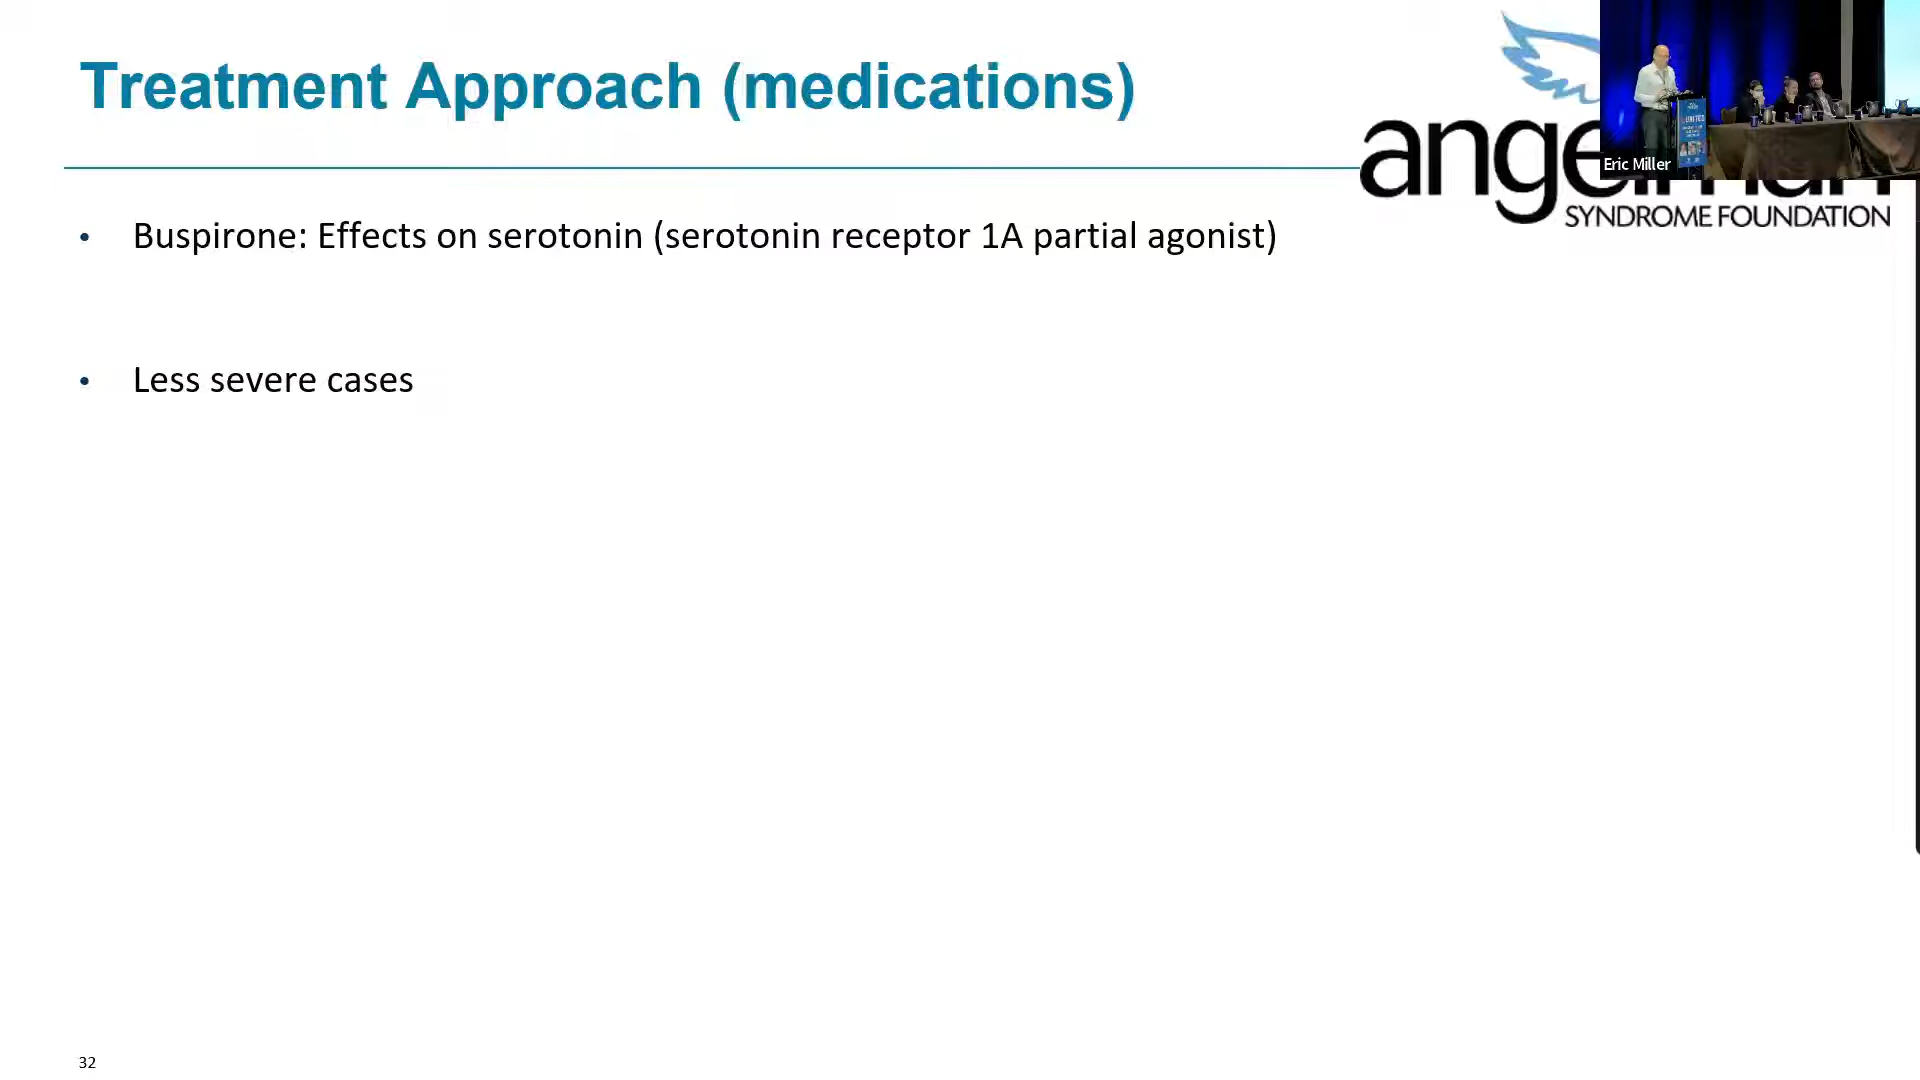 Treatment Approach (medications)
Eric Miller
SYNDROME FOUNDATION
• Buspirone: Effects on serotonin (serotonin receptor 1A partial agonist)
• Less severe cases
32